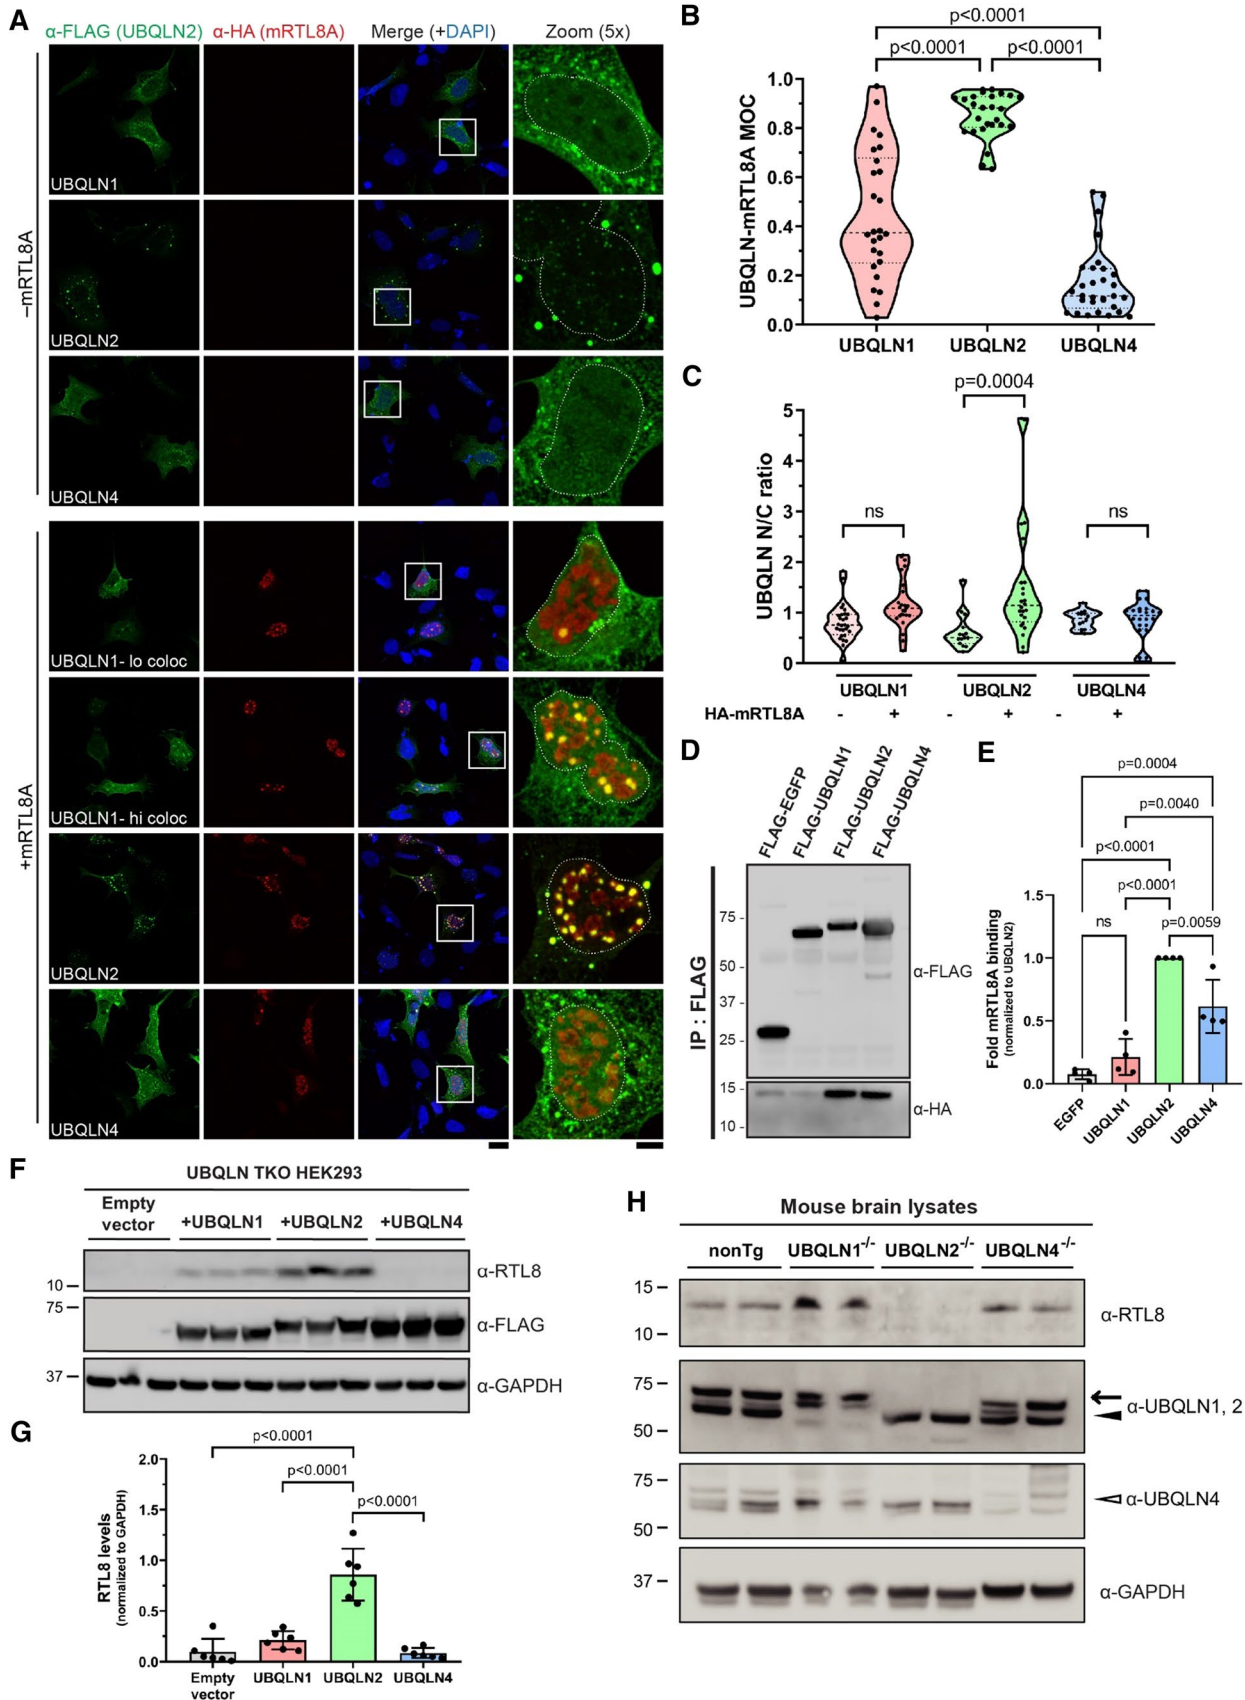 A
α-FLAG (UBQLN2) α-HA (mRTL8A) Merge (+DAPI) Zoom (5x)
–mRTL8A
UBQLN1
UBQLN2
UBQLN4
+mRTL8A
UBQLN1- lo coloc
UBQLN1- hi coloc
UBQLN2
UBQLN4
B
p<0.0001
p<0.0001 p<0.0001
UBQLN-mRTL8A MOC
1.0
0.8
0.6
0.4
0.2
0.0
UBQLN1 UBQLN2 UBQLN4
C
p=0.0004
ns ns
UBQLN N/C ratio
5
4
3
2
1
0
UBQLN1 UBQLN2 UBQLN4
HA-mRTL8A - + - + - +
D
FLAG-EGFP
FLAG-UBQLN1
FLAG-UBQLN2
FLAG-UBQLN4
IP : FLAG
75 -
50 -
37 -
25 -
α-FLAG
15 -
10 -
α-HA
E
p=0.0004
p=0.0040
p<0.0001
p<0.0001
ns p=0.0059
Fold mRTL8A binding
(normalized to UBQLN2)
1.5
1.0
0.5
0.0
EGFP
UBQLN1
UBQLN2
UBQLN4
F
UBQLN TKO HEK293
Empty
vector +UBQLN1 +UBQLN2 +UBQLN4
10 –
α-RTL8
75 –
α-FLAG
37 –
α-GAPDH
G
p<0.0001
p<0.0001
p<0.0001
RTL8 levels
(normalized to GAPDH)
2.0
1.5
1.0
0.5
0.0
Empty
vector
UBQLN1 UBQLN2 UBQLN4
H
Mouse brain lysates
nonTg UBQLN1-/- UBQLN2-/- UBQLN4-/-
15 –
10 –
α-RTL8
75 –
50 –
α-UBQLN1, 2
75 –
50 –
α-UBQLN4
37 –
α-GAPDH